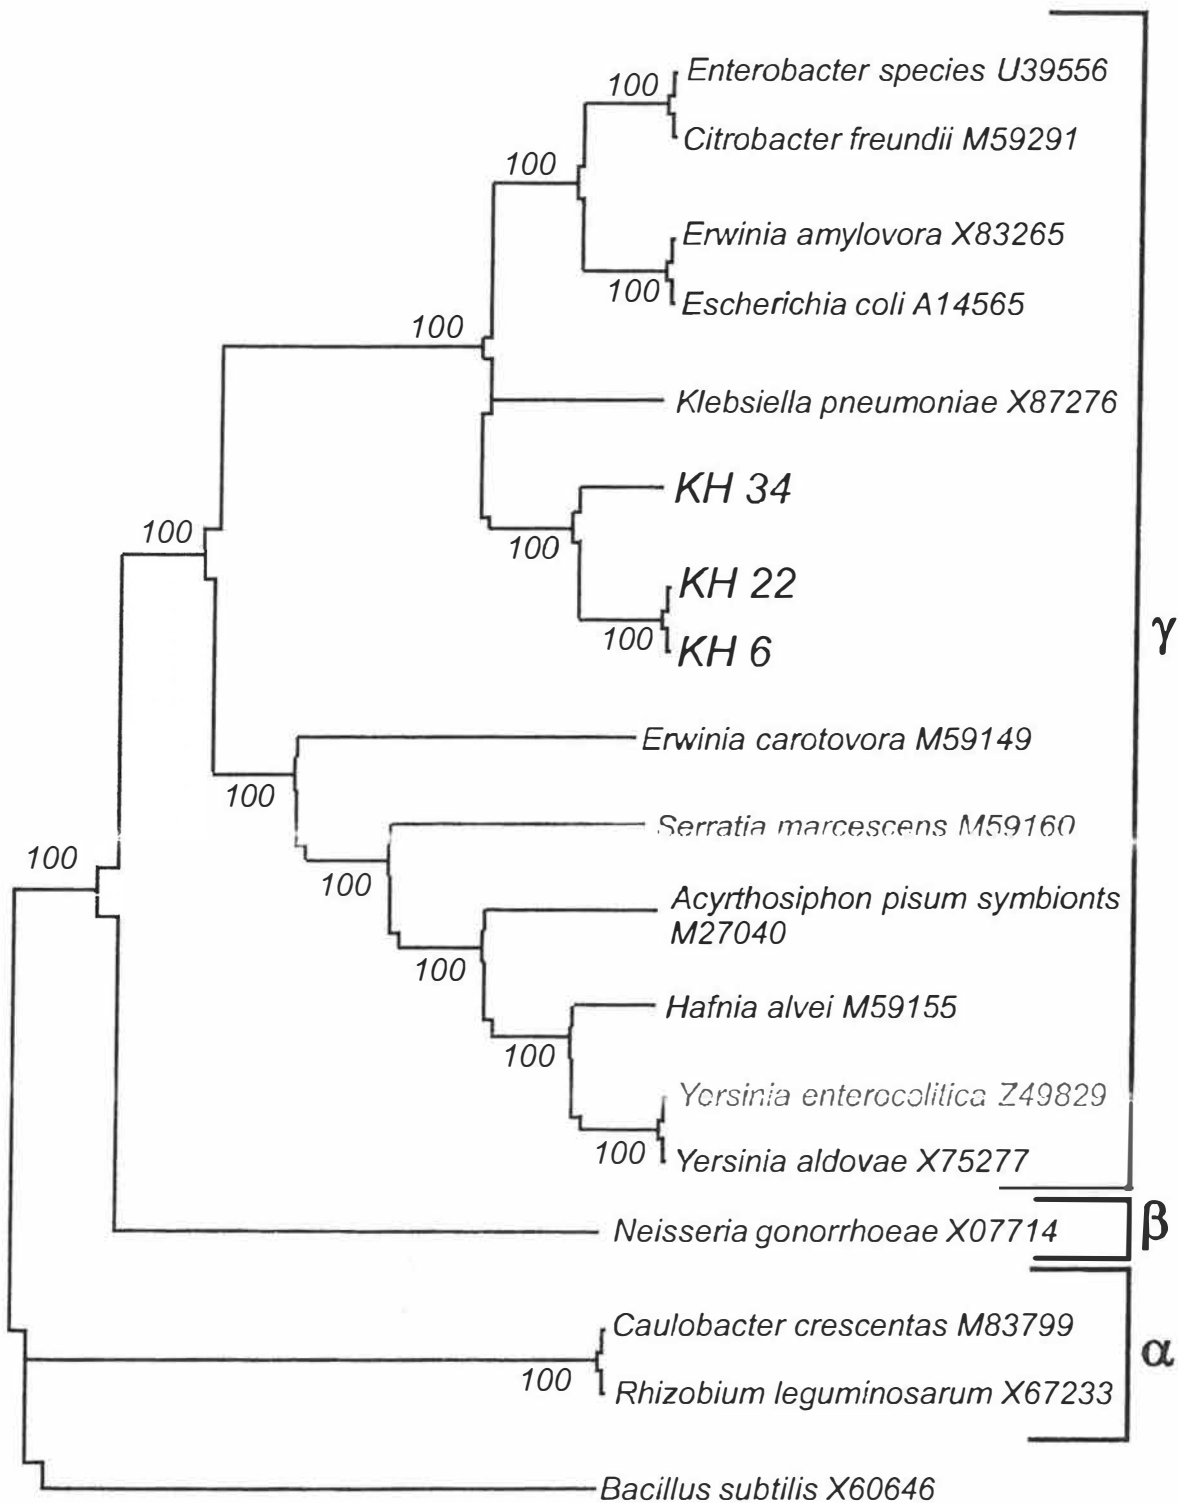 100
Enterobacter species U39556
Citrobacter freundii M59291
100
Erwinia amylovora X83265
100
Escherichia coli A14565
100
Klebsiella pneumoniae X87276
KH 34
100
100
KH 22
γ
100
KH 6
Erwinia carotovora M59149
100
Serratia marcescens M59160
100
100
Acyrthosiphon pisum symbionts
M27040
100
Hafnia alvei M59155
100
Yersinia enterocolitica Z49829
100
Yersinia aldovae X75277
Neisseria gonorrhoeae X07714
β
Caulobacter crescentas M83799
α
100
Rhizobium leguminosarum X67233
Bacillus subtilis X60646